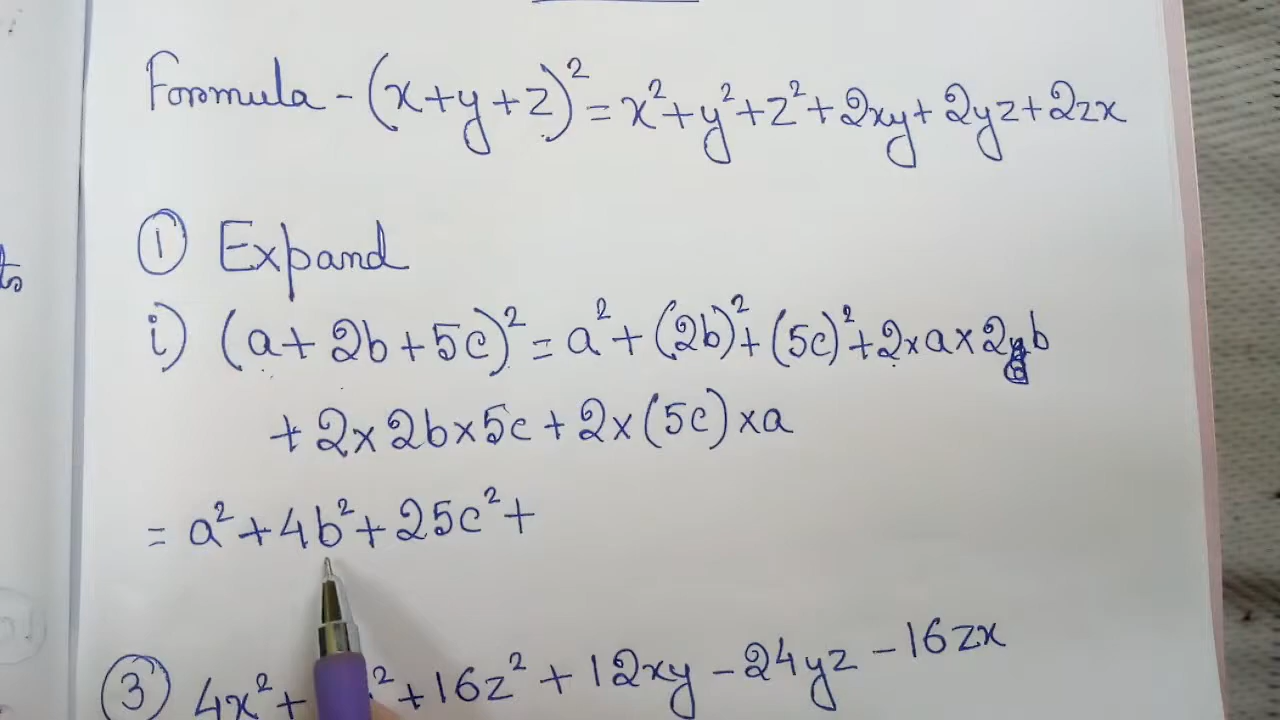 Formula - (x+y+z)² = x²+y²+z²+2xy+2yz+2zx
① Expand
i) (a+2b+5c)² = a²+(2b)²+(5c)²+2×a×2b
+2×2b×5c+2×(5c)×a
= a²+4b²+25c²+
③ 4x²+ ²+16z²+12xy-24yz-16zx